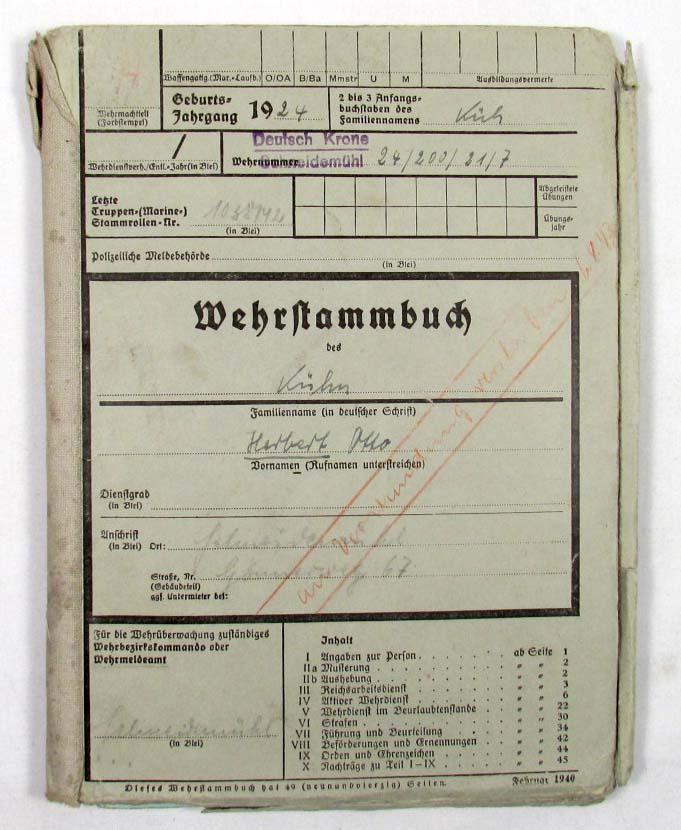 Waffengattg.(Mar.-Laufb.) O/OA B/Ba Mmstr U M Ausbildungsvermerke
Wehrmachtteil
(Farbstempel)
Geburts-
Jahrgang 1924
2 bis 3 Anfangs-
buchstaben des
Familiennamens Küh
Deutsch Krone
Schneidemühl
Wehrdienstverh./Entl.-Jahr(in Blei) /
Wehrnummer 24/200/21/7
Letzte
Truppen-(Marine-)
Stammrollen-Nr.
(in Blei)
Abgeleistete
Übungen
Übungs-
jahr
Polizeiliche Meldebehörde
(in Blei)
Wehrstammbuch
des
Kühn
Familienname (in deutscher Schrift)
Herbert Otto
Vornamen (Rufnamen unterstreichen)
Dienstgrad
(in Blei)
Anschrift
(in Blei) Ort: Schneidemühl
Straße, Nr. 67
(Gebäudeteil)
ggf. Untermieter bei:
Verwundung
Für die Wehrüberwachung zuständiges
Wehrbezirkskommando oder
Wehrmeldeamt
Schneidemühl
(in Blei)
Inhalt
I Angaben zur Person . . . . . . . ab Seite 1
IIa Musterung . . . . . . . . . . „ „ 2
IIb Aushebung . . . . . . . . . . „ „ 2
III Reichsarbeitsdienst . . . . . . . „ „ 3
IV Aktiver Wehrdienst . . . . . . . „ „ 6
V Wehrdienst im Beurlaubtenstande . . „ „ 22
VI Strafen . . . . . . . . . . . „ „ 30
VII Führung und Beurteilung . . . . . „ „ 34
VIII Beförderungen und Ernennungen . . „ „ 42
IX Orden und Ehrenzeichen . . . . . „ „ 44
X Nachträge zu Teil I–IX . . . . . „ „ 45
Dieses Wehrstammbuch hat 49 (neunundvierzig) Seiten. Februar 1940